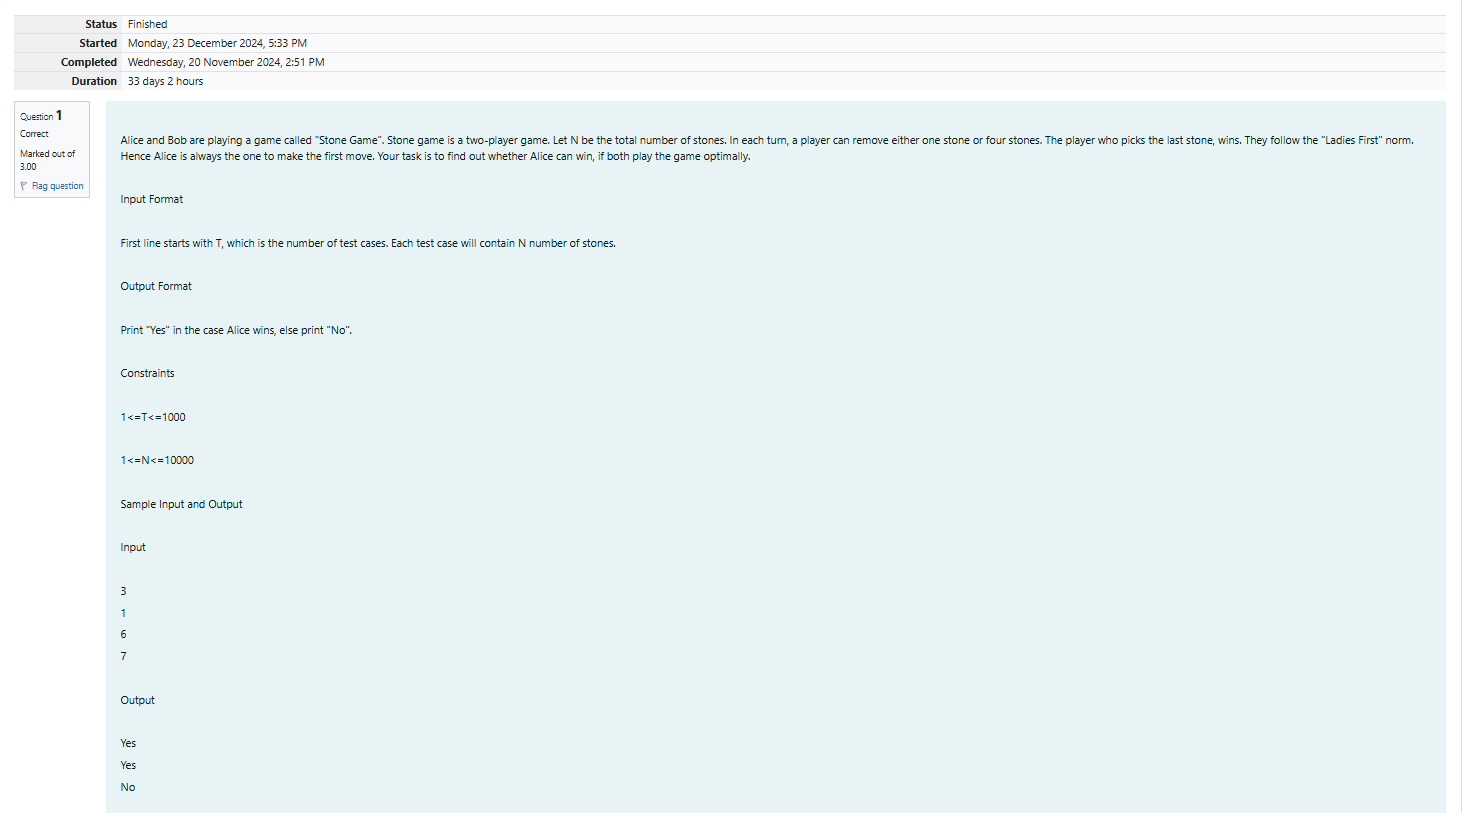 Status Finished
Started Monday, 23 December 2024, 5:33 PM
Completed Wednesday, 20 November 2024, 2:51 PM
Duration 33 days 2 hours
Question 1
Correct
Marked out of
3.00
Flag question
Alice and Bob are playing a game called "Stone Game". Stone game is a two-player game. Let N be the total number of stones. In each turn, a player can remove either one stone or four stones. The player who picks the last stone, wins. They follow the "Ladies First" norm.
Hence Alice is always the one to make the first move. Your task is to find out whether Alice can win, if both play the game optimally.
Input Format
First line starts with T, which is the number of test cases. Each test case will contain N number of stones.
Output Format
Print "Yes" in the case Alice wins, else print "No".
Constraints
1<=T<=1000
1<=N<=10000
Sample Input and Output
Input
3
1
6
7
Output
Yes
Yes
No